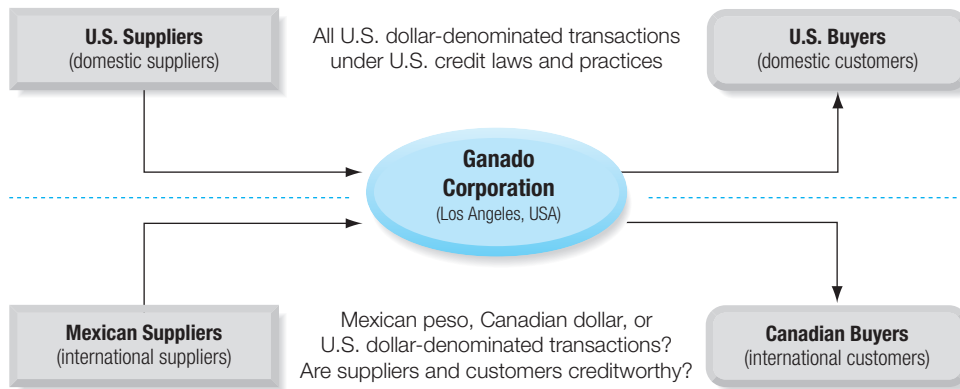 U.S. Suppliers
(domestic suppliers)
All U.S. dollar-denominated transactions
under U.S. credit laws and practices
U.S. Buyers
(domestic customers)
Ganado
Corporation
(Los Angeles, USA)
Mexican Suppliers
(international suppliers)
Mexican peso, Canadian dollar, or
U.S. dollar-denominated transactions?
Are suppliers and customers creditworthy?
Canadian Buyers
(international customers)